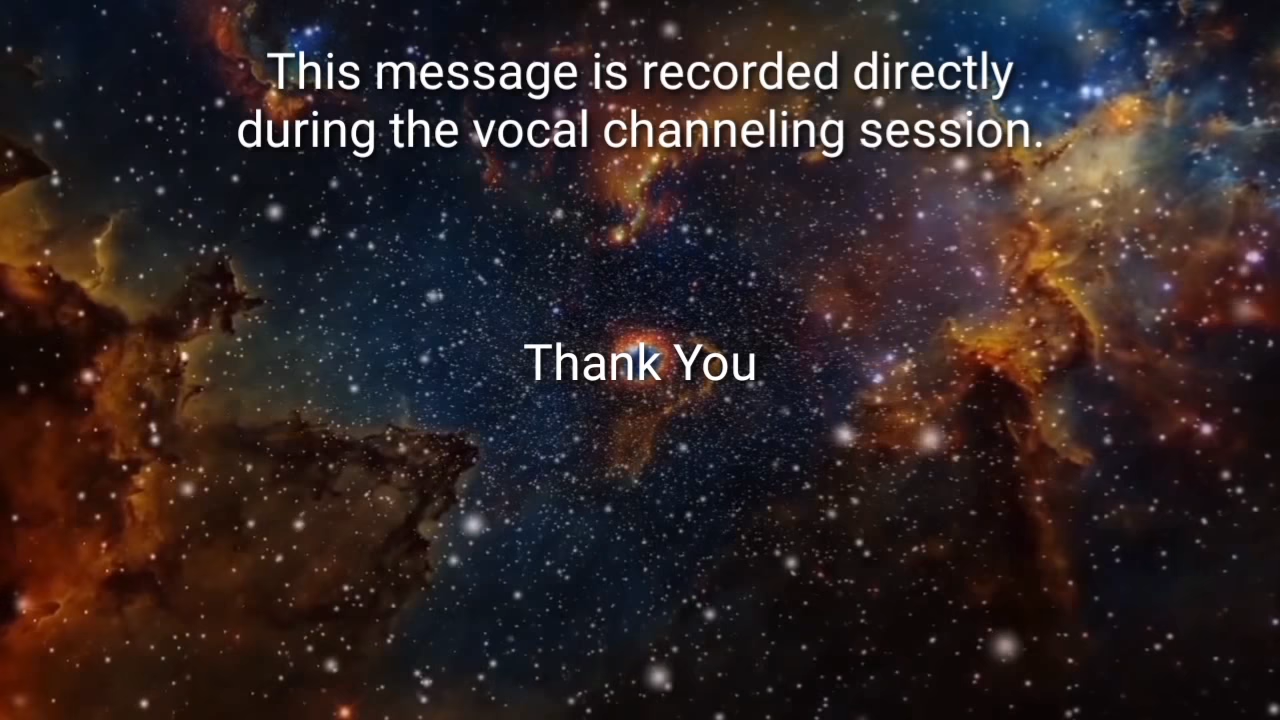 This message is recorded directly
during the vocal channeling session.
Thank You